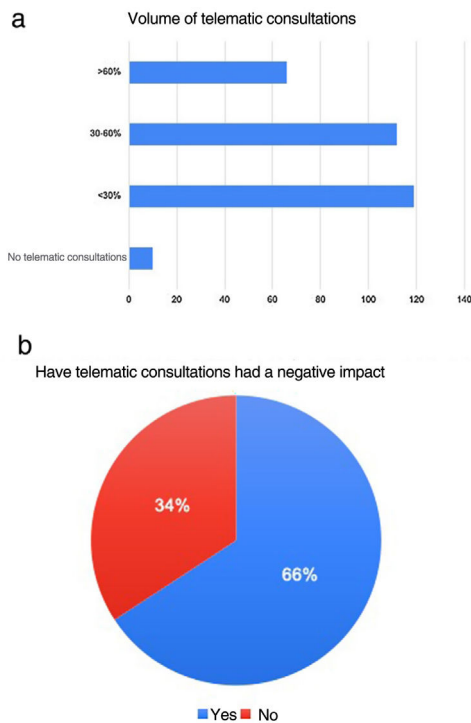 a
Volume of telematic consultations
>60%
30-60%
<30%
No telematic consultations
0 20 40 60 80 100 120 140
b
Have telematic consultations had a negative impact
34%
66%
Yes No